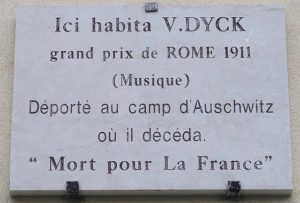 Ici habita V.DYCK
grand prix de ROME 1911
(Musique)
Déporté au camp d'Auschwitz
où il décéda.
“ Mort pour La France”